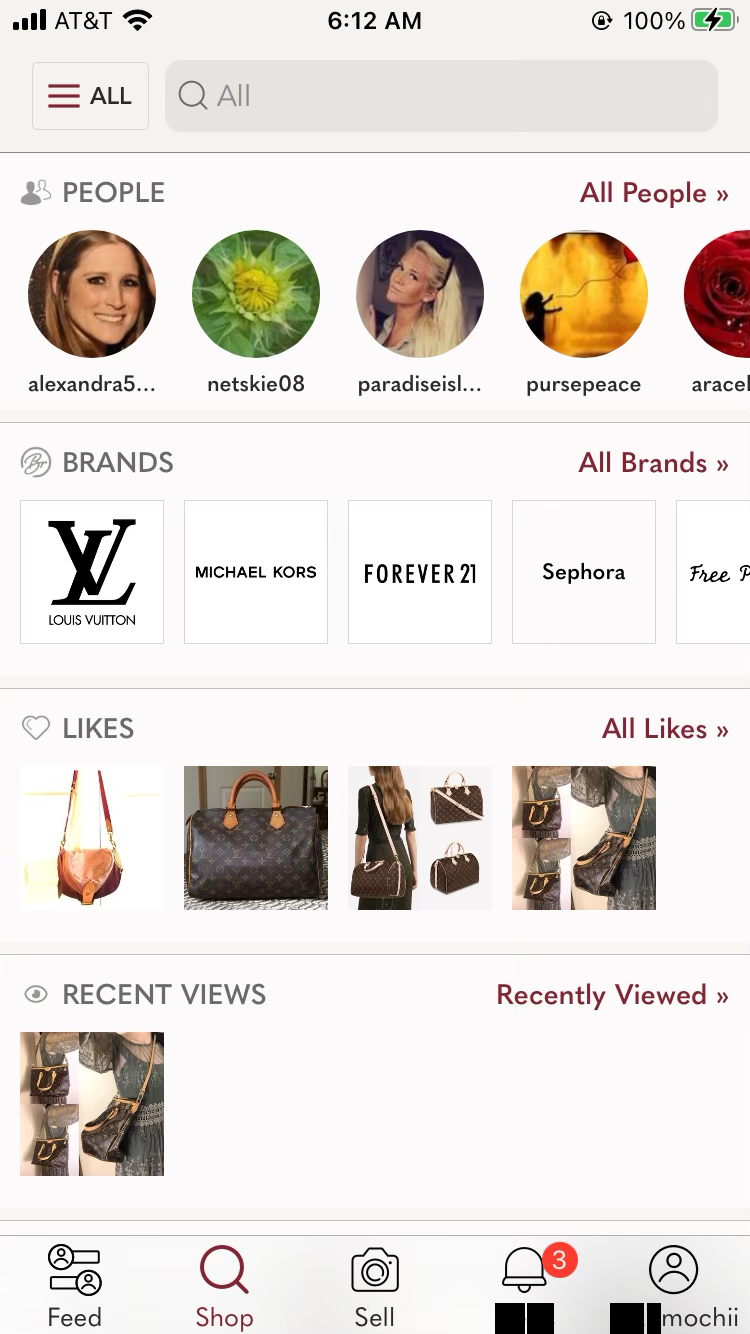 AT&T 6:12 AM 100%
ALL All
PEOPLE All People »
alexandra5... netskie08 paradiseisl... pursepeace aracel
BRANDS All Brands »
LOUIS VUITTON MICHAEL KORS FOREVER 21 Sephora Free P
LIKES All Likes »
RECENT VIEWS Recently Viewed »
3
Feed Shop Sell mochii